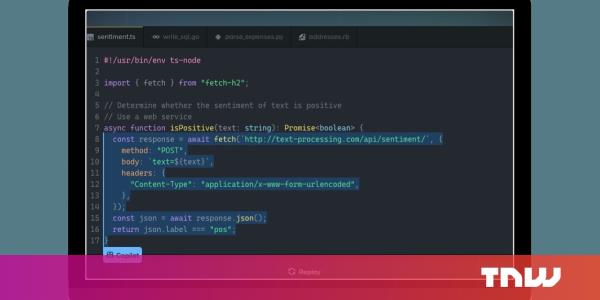 sentiment.ts write_sql.go parse_expenses.py addresses.rb
1 #!/usr/bin/env ts-node
2
3 import { fetch } from "fetch-h2";
4
5 // Determine whether the sentiment of text is positive
6 // Use a web service
7 async function isPositive(text: string): Promise<boolean> {
8 const response = await fetch(`http://text-processing.com/api/sentiment/`, {
9 method: "POST",
10 body: `text=${text}`,
11 headers: {
12 "Content-Type": "application/x-www-form-urlencoded",
13 },
14 });
15 const json = await response.json();
16 return json.label === "pos";
17 }
Copilot
Replay
TNW